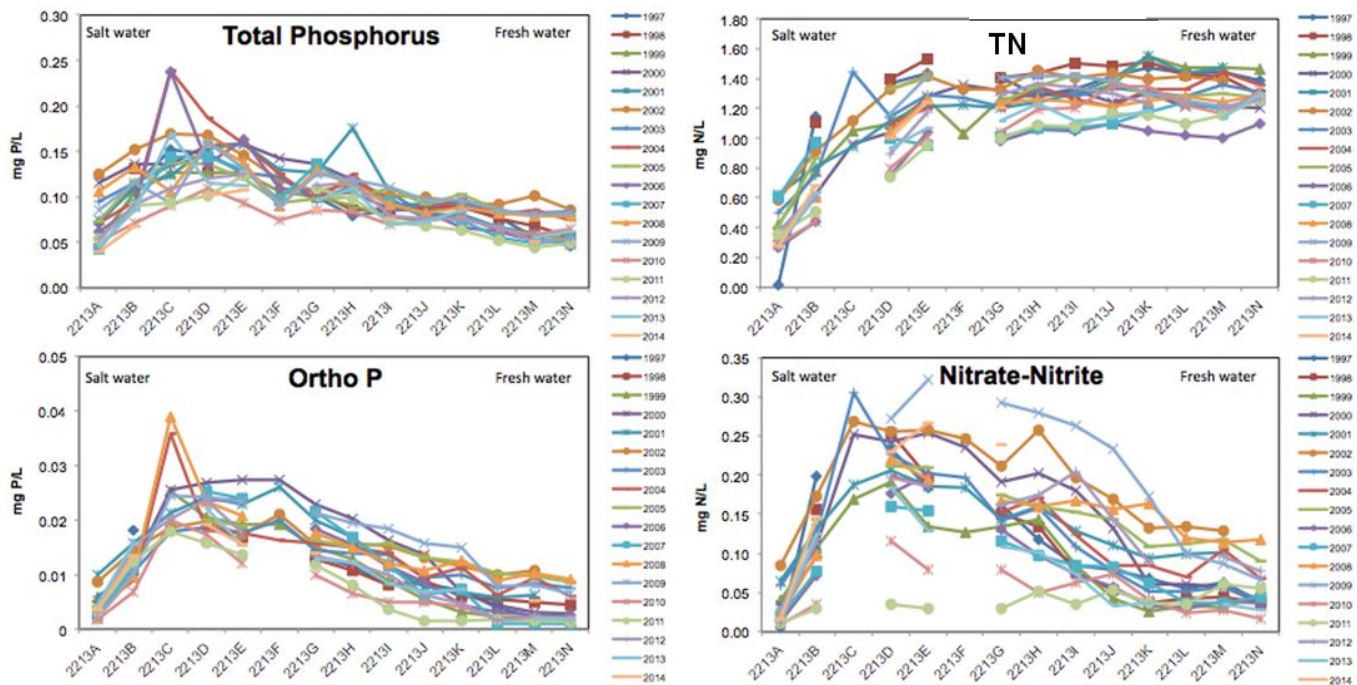 Total Phosphorus
Salt water
Fresh water
mg P/L
0.30
0.25
0.20
0.15
0.10
0.05
0.00
2213A
2213B
2213C
2213D
2213E
2213F
2213G
2213H
2213I
2213J
2213K
2213L
2213M
2213N
1997
1998
1999
2000
2001
2002
2003
2004
2005
2006
2007
2008
2009
2010
2011
2012
2013
2014
TN
Fresh water
mg N/L
1.80
1.60
1.40
1.20
1.00
0.80
0.60
0.40
0.20
0.00
2213A
2213B
2213C
2213D
2213E
2213F
2213G
2213H
2213I
2213J
2213K
2213L
2213M
2213N
1997
1998
1999
2000
2001
2002
2003
2004
2005
2006
2007
2008
2009
2010
2011
2012
2013
2014
Ortho P
Salt water
Fresh water
mg P/L
0.05
0.04
0.03
0.02
0.01
0
2213A
2213B
2213C
2213D
2213E
2213F
2213G
2213H
2213I
2213J
2213K
2213L
2213M
2213N
1997
1998
1999
2000
2001
2002
2003
2004
2005
2006
2007
2008
2009
2010
2011
2012
2013
2014
Nitrate-Nitrite
Salt water
Fresh water
mg N/L
0.35
0.30
0.25
0.20
0.15
0.10
0.05
0.00
2213A
2213B
2213C
2213D
2213E
2213F
2213G
2213H
2213I
2213J
2213K
2213L
2213M
2213N
1997
1998
1999
2000
2001
2002
2003
2004
2005
2006
2007
2008
2009
2010
2011
2012
2013
2014
Salt water